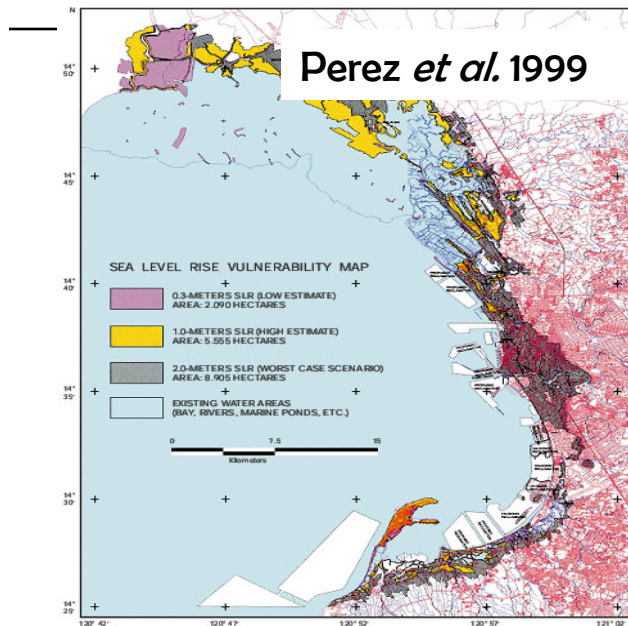 N
Perez et al. 1999
14°
50'
14°
45'
14°
40'
14°
35'
14°
30'
14°
25'
SEA LEVEL RISE VULNERABILITY MAP
0.3-METERS SLR (LOW ESTIMATE)
AREA: 2.090 HECTARES
1.0-METERS SLR (HIGH ESTIMATE)
AREA: 5.555 HECTARES
2.0-METERS SLR (WORST CASE SCENARIO)
AREA: 8.905 HECTARES
EXISTING WATER AREAS
(BAY, RIVERS, MARINE PONDS, ETC.)
0 7.5 15
Kilometers
120° 42' 120° 47' 120° 52' 120° 57' 121° 02'